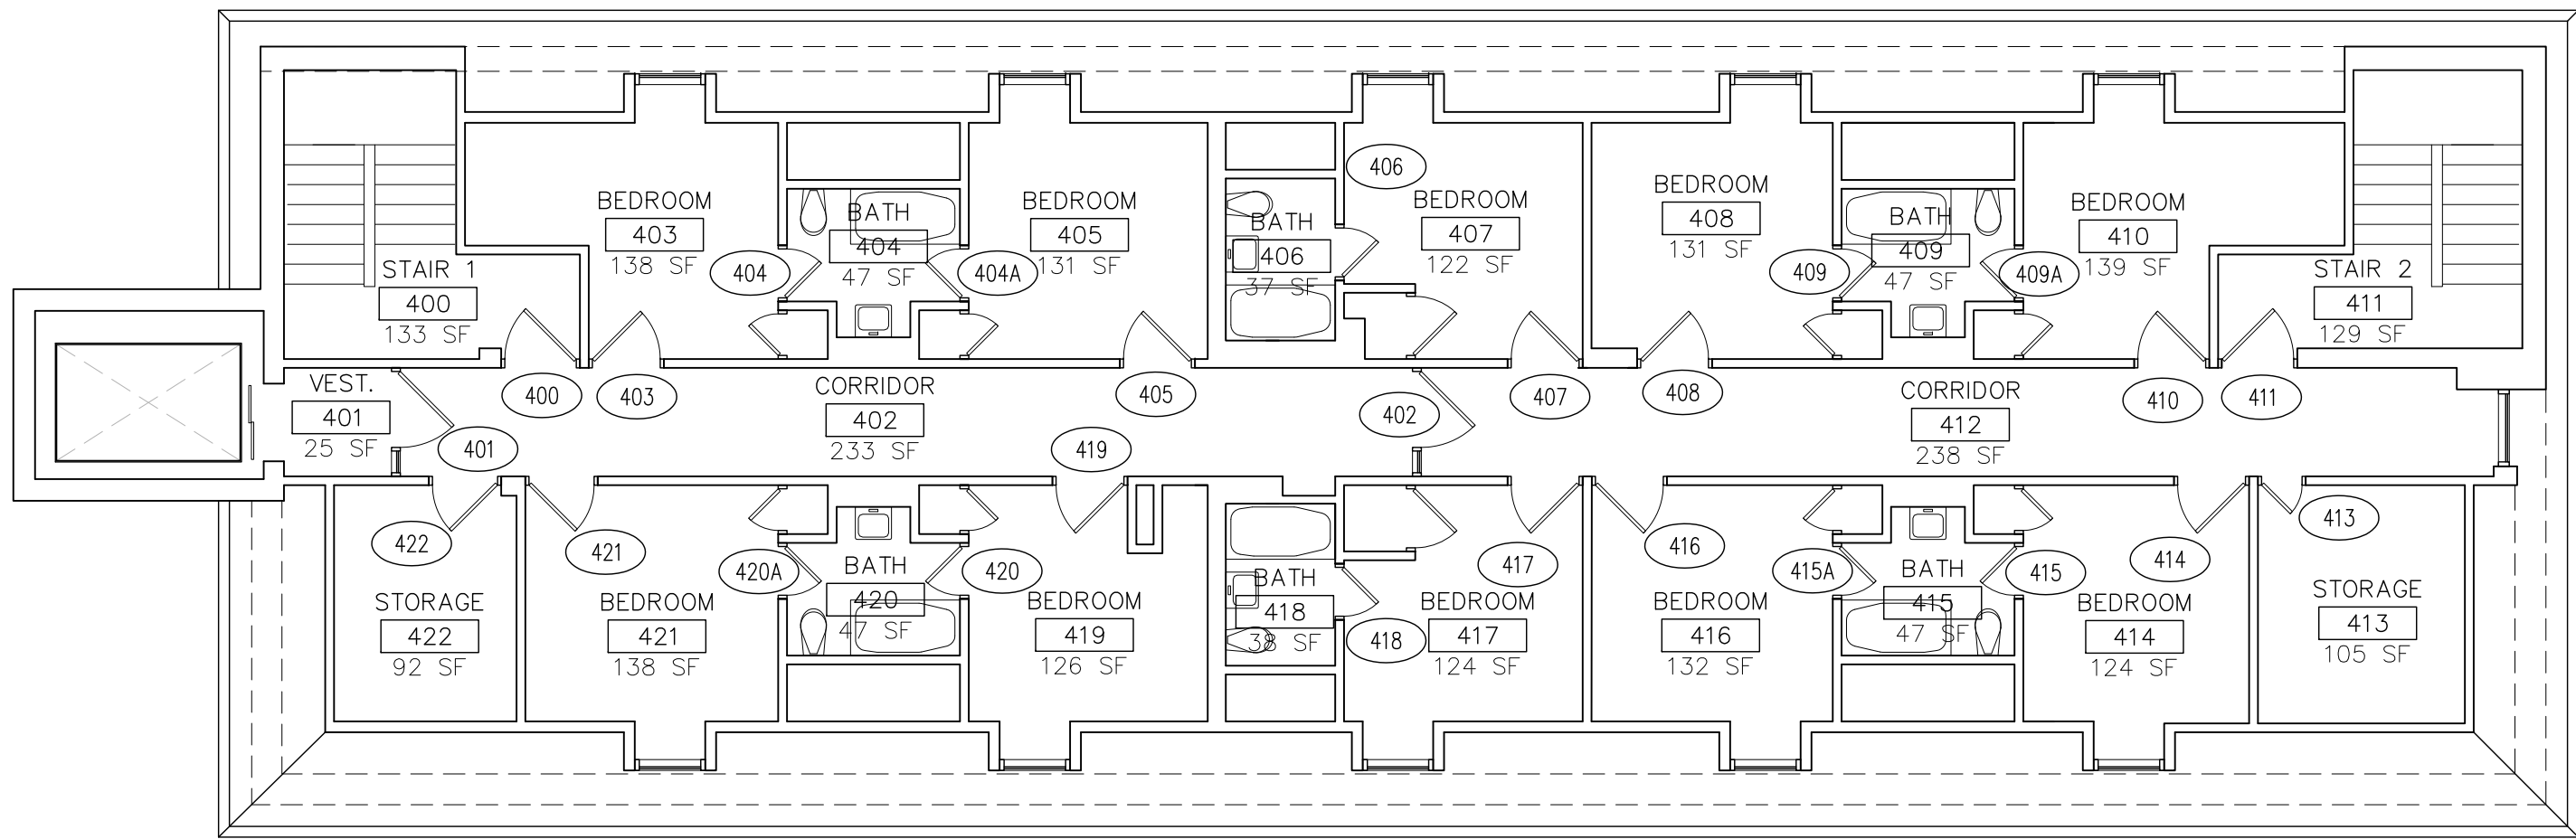 BEDROOM
403
138 SF
404
BATH
404
47 SF
404A
BEDROOM
405
131 SF
BATH
406
37 SF
406
BEDROOM
407
122 SF
BEDROOM
408
131 SF
409
BATH
409
47 SF
409A
BEDROOM
410
139 SF
STAIR 1
400
133 SF
STAIR 2
411
129 SF
VEST.
401
25 SF
401
400
403
CORRIDOR
402
233 SF
405
419
402
407
408
CORRIDOR
412
238 SF
410
411
422
STORAGE
422
92 SF
421
BEDROOM
421
138 SF
420A
BATH
420
47 SF
420
BEDROOM
419
126 SF
BATH
418
38 SF
418
417
BEDROOM
417
124 SF
416
BEDROOM
416
132 SF
415A
BATH
415
47 SF
415
414
BEDROOM
414
124 SF
413
STORAGE
413
105 SF